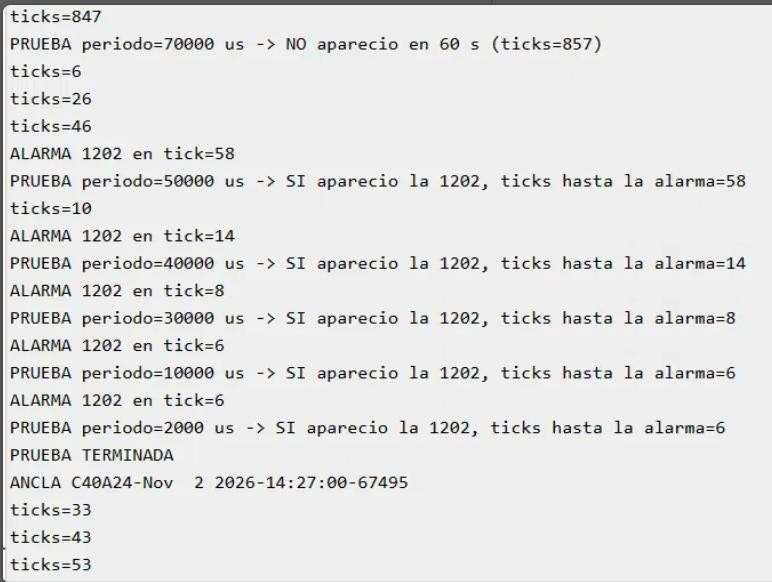 ticks=847
PRUEBA periodo=70000 us -> NO aparecio en 60 s (ticks=857)
ticks=6
ticks=26
ticks=46
ALARMA 1202 en tick=58
PRUEBA periodo=50000 us -> SI aparecio la 1202, ticks hasta la alarma=58
ticks=10
ALARMA 1202 en tick=14
PRUEBA periodo=40000 us -> SI aparecio la 1202, ticks hasta la alarma=14
ALARMA 1202 en tick=8
PRUEBA periodo=30000 us -> SI aparecio la 1202, ticks hasta la alarma=8
ALARMA 1202 en tick=6
PRUEBA periodo=10000 us -> SI aparecio la 1202, ticks hasta la alarma=6
ALARMA 1202 en tick=6
PRUEBA periodo=2000 us -> SI aparecio la 1202, ticks hasta la alarma=6
PRUEBA TERMINADA
ANCLA C40A24-Nov  2 2026-14:27:00-67495
ticks=33
ticks=43
ticks=53